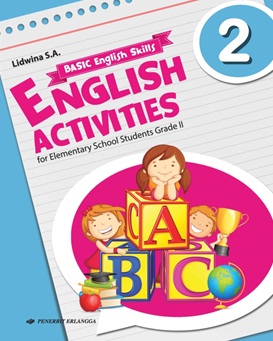 Lidwina S.A.
2
BASIC English Skills
ENGLISH
ACTIVITIES
for Elementary School Students Grade II
A
B C
PENERBIT ERLANGGA